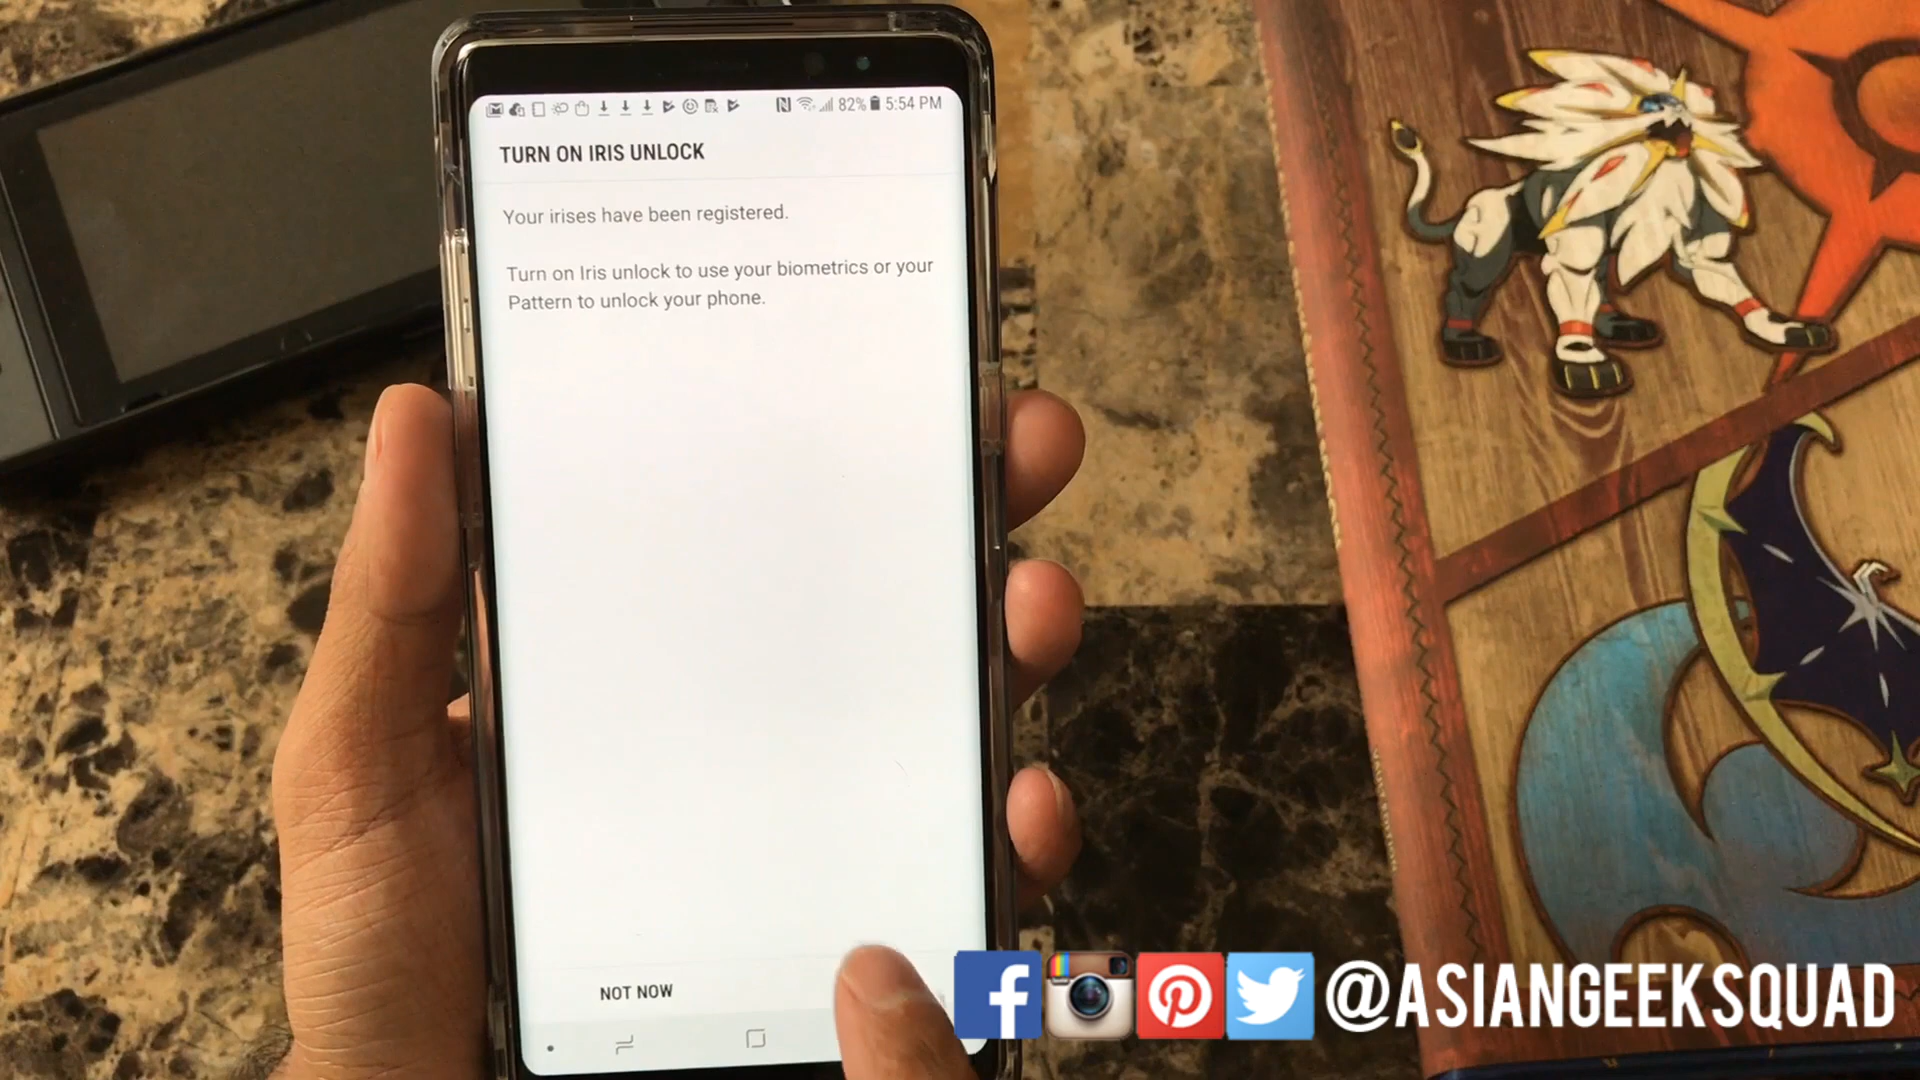 82% 5:54 PM
TURN ON IRIS UNLOCK
Your irises have been registered.
Turn on Iris unlock to use your biometrics or your
Pattern to unlock your phone.
NOT NOW
@ASIANGEEKSQUAD